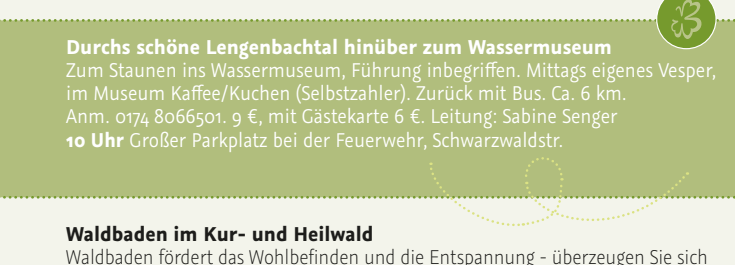 Durchs schöne Lengenbachtal hinüber zum Wassermuseum
Zum Staunen ins Wassermuseum, Führung inbegriffen. Mittags eigenes Vesper,
im Museum Kaffee/Kuchen (Selbstzahler). Zurück mit Bus. Ca. 6 km.
Anm. 0174 8066501. 9 €, mit Gästekarte 6 €. Leitung: Sabine Senger
10 Uhr Großer Parkplatz bei der Feuerwehr, Schwarzwaldstr.
Waldbaden im Kur- und Heilwald
Waldbaden fördert das Wohlbefinden und die Entspannung - überzeugen Sie sich